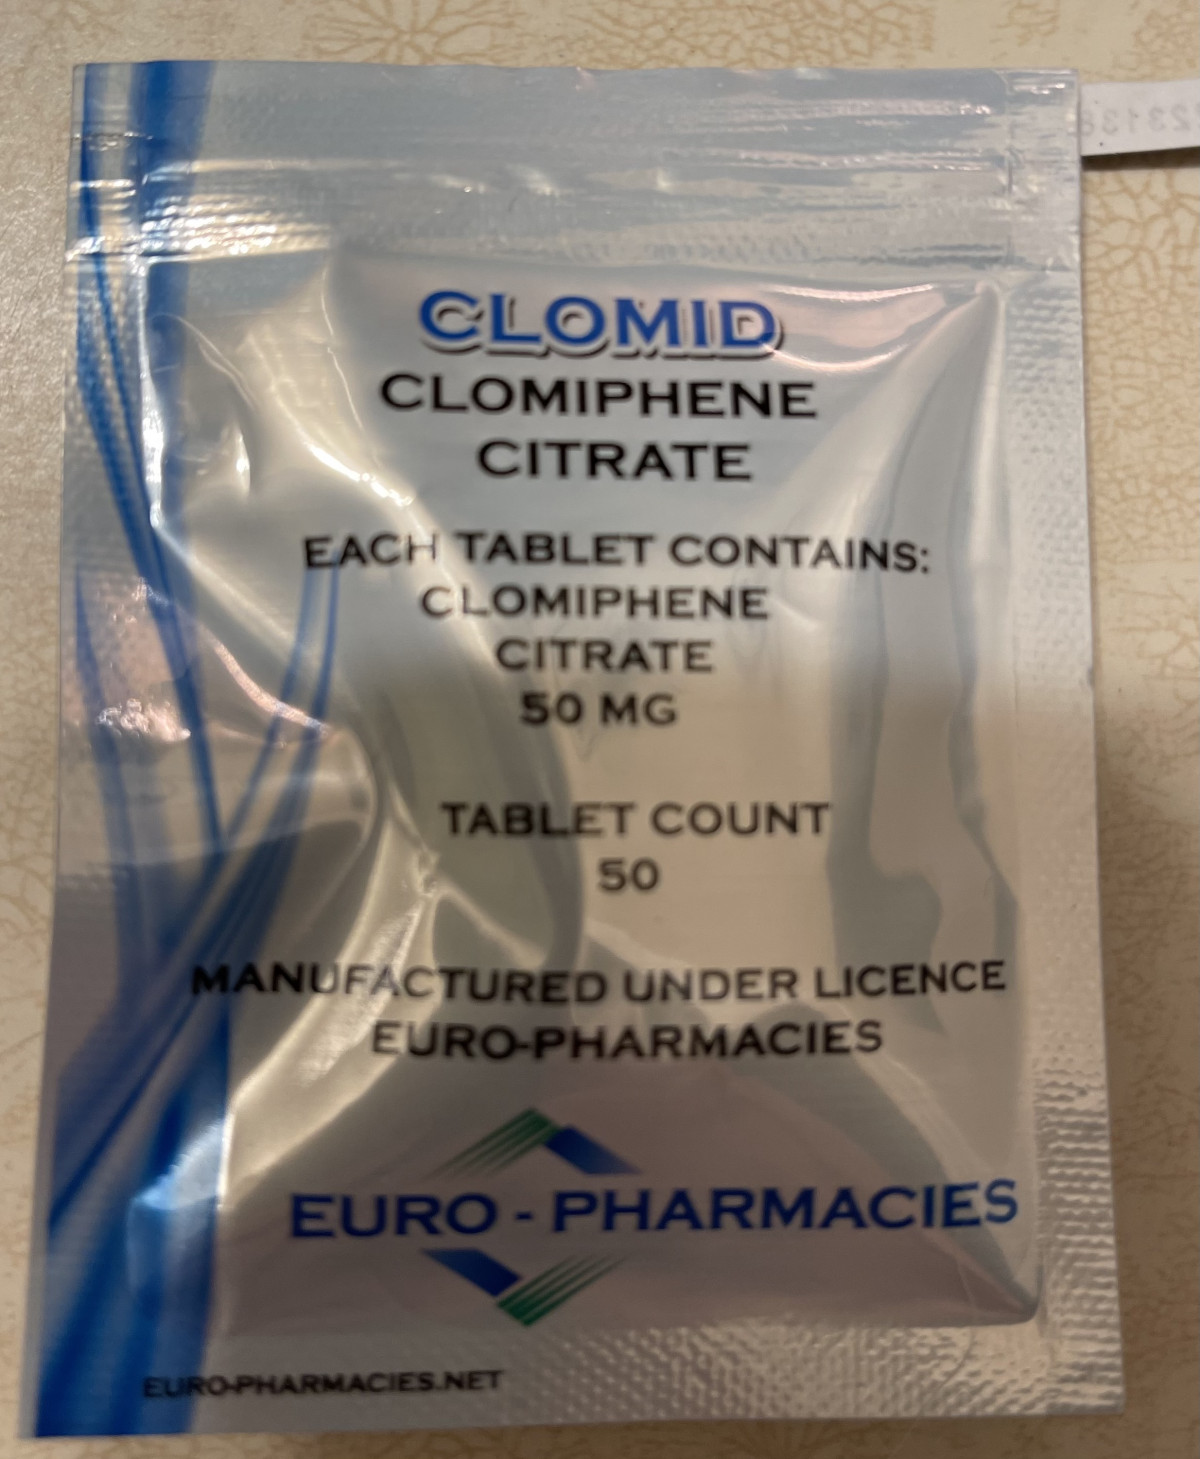 CLOMID
CLOMIPHENE
CITRATE
EACH TABLET CONTAINS:
CLOMIPHENE
CITRATE
50 MG
TABLET COUNT
50
MANUFACTURED UNDER LICENCE
EURO-PHARMACIES
EURO - PHARMACIES
EURO-PHARMACIES.NET